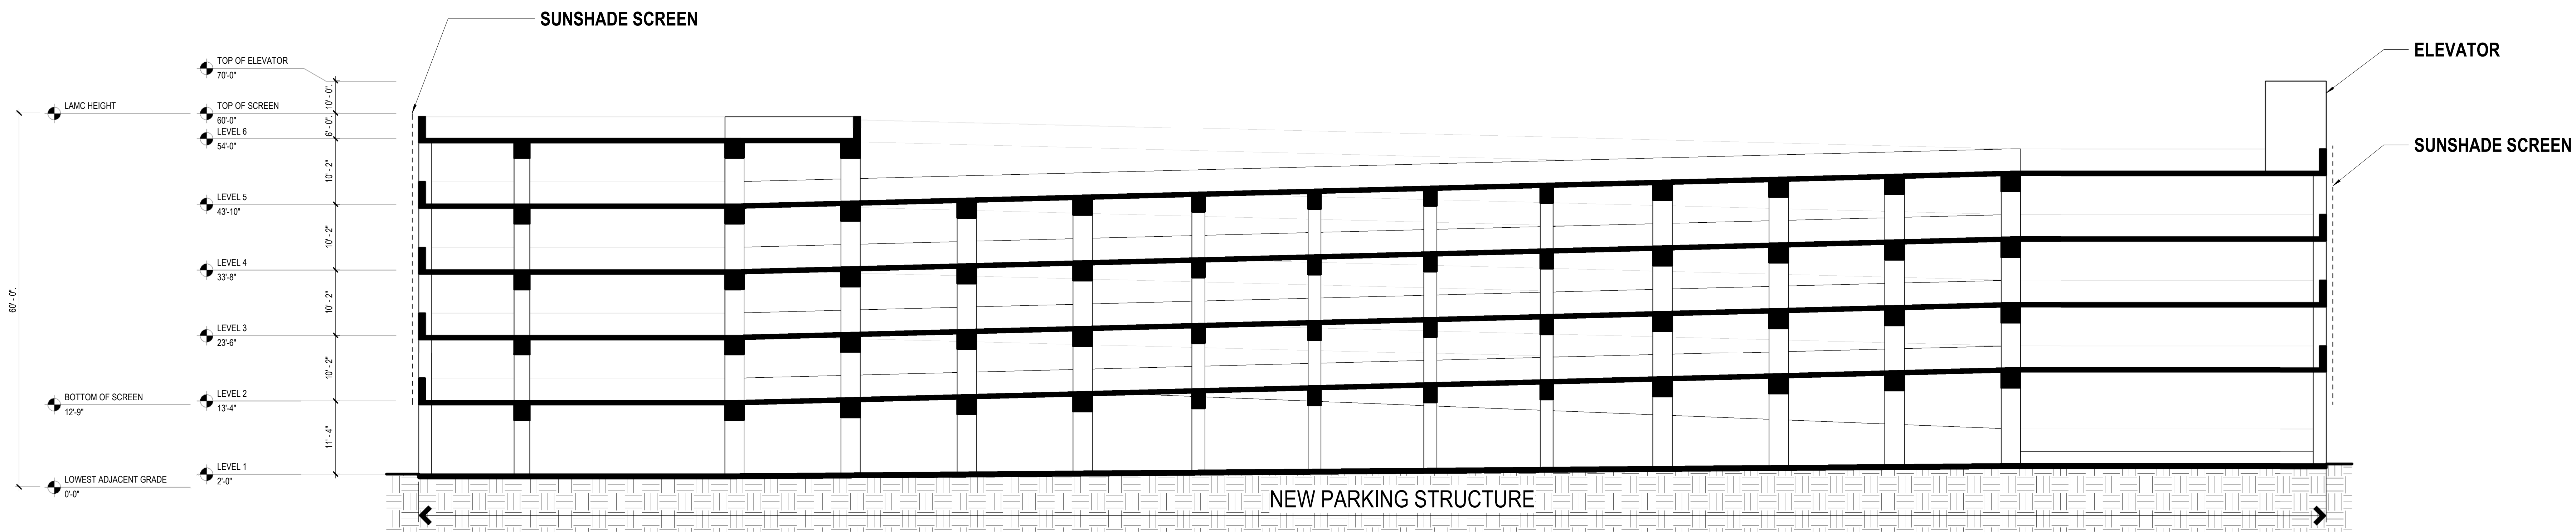 SUNSHADE SCREEN
ELEVATOR
TOP OF ELEVATOR
70'-0"
10' - 0".
LAMC HEIGHT
TOP OF SCREEN
60'-0"
6' - 0".
LEVEL 6
54'-0"
SUNSHADE SCREEN
10' - 2"
LEVEL 5
43'-10"
10' - 2"
LEVEL 4
33'-8"
60' - 0".
10' - 2"
LEVEL 3
23'-6"
10' - 2"
BOTTOM OF SCREEN
12'-9"
LEVEL 2
13'-4"
11' - 4"
LEVEL 1
2'-0"
LOWEST ADJACENT GRADE
0'-0"
NEW PARKING STRUCTURE